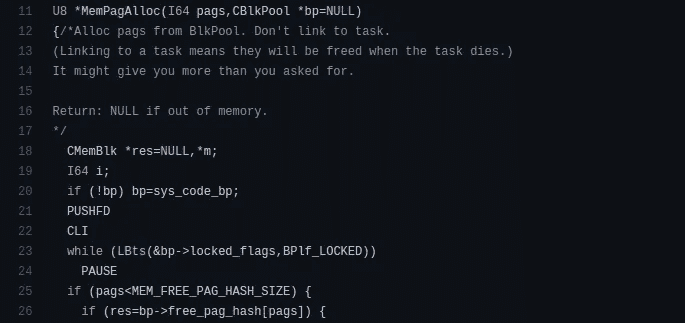 11 U8 *MemPagAlloc(I64 pags,CBlkPool *bp=NULL)
12 {/*Alloc pags from BlkPool. Don't link to task.
13 (Linking to a task means they will be freed when the task dies.)
14 It might give you more than you asked for.
15
16 Return: NULL if out of memory.
17 */
18   CMemBlk *res=NULL,*m;
19   I64 i;
20   if (!bp) bp=sys_code_bp;
21   PUSHFD
22   CLI
23   while (LBts(&bp->locked_flags,BPlf_LOCKED))
24     PAUSE
25   if (pags<MEM_FREE_PAG_HASH_SIZE) {
26     if (res=bp->free_pag_hash[pags]) {